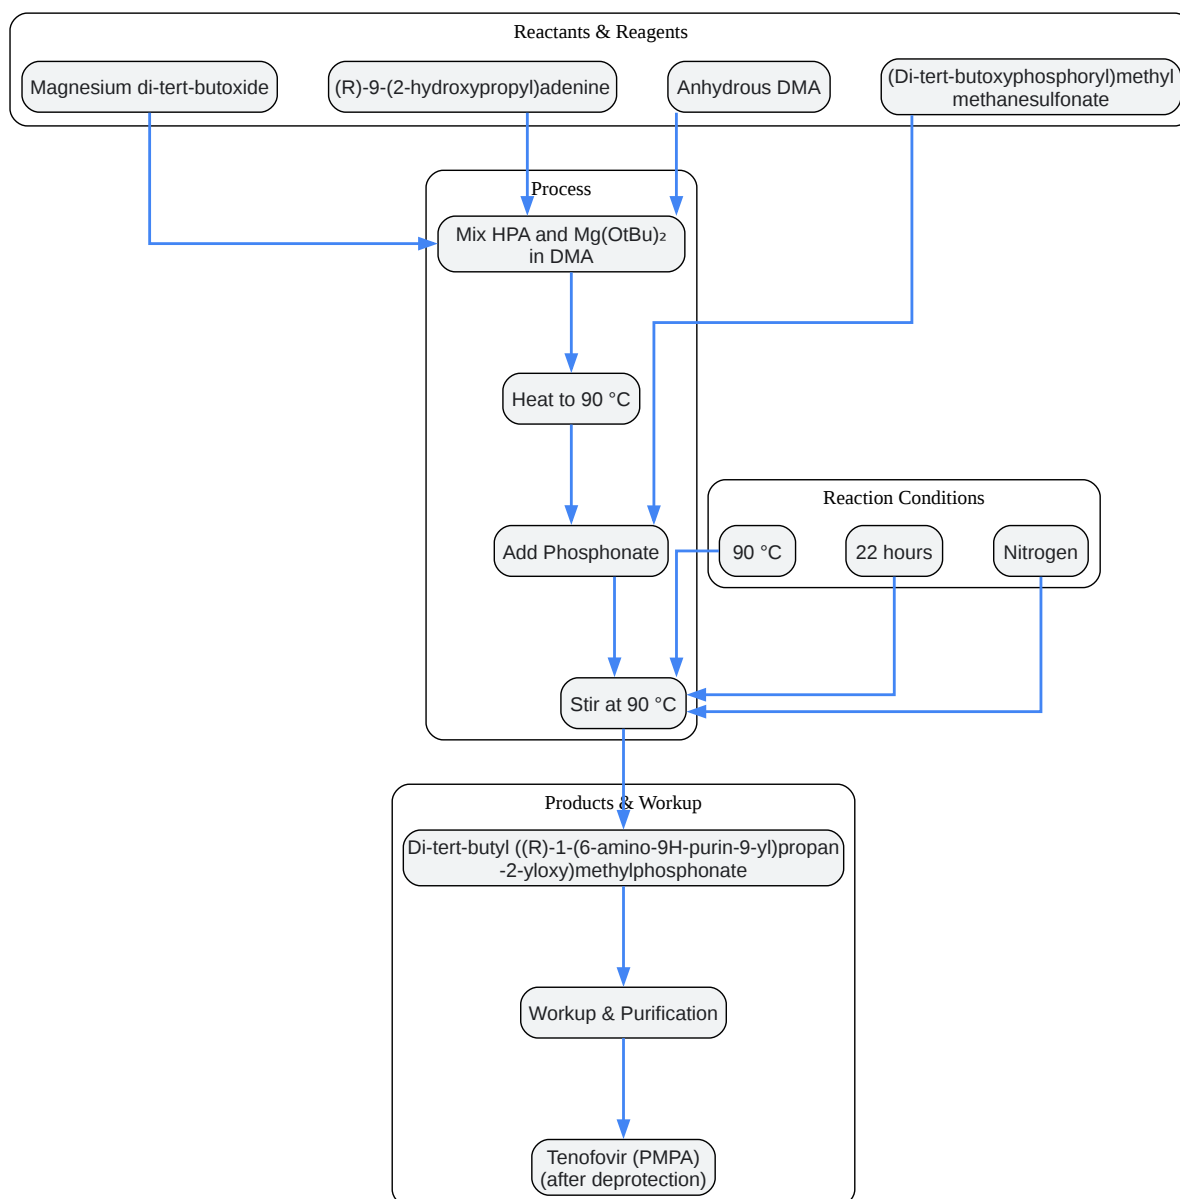 Reactants & Reagents
Magnesium di-tert-butoxide
(R)-9-(2-hydroxypropyl)adenine
Anhydrous DMA
(Di-tert-butoxyphosphoryl)methyl
methanesulfonate
Process
Mix HPA and Mg(OtBu)₂
in DMA
Heat to 90 °C
Add Phosphonate
Reaction Conditions
90 °C
22 hours
Nitrogen
Stir at 90 °C
Products & Workup
Di-tert-butyl ((R)-1-(6-amino-9H-purin-9-yl)propan
-2-yloxy)methylphosphonate
Workup & Purification
Tenofovir (PMPA)
(after deprotection)